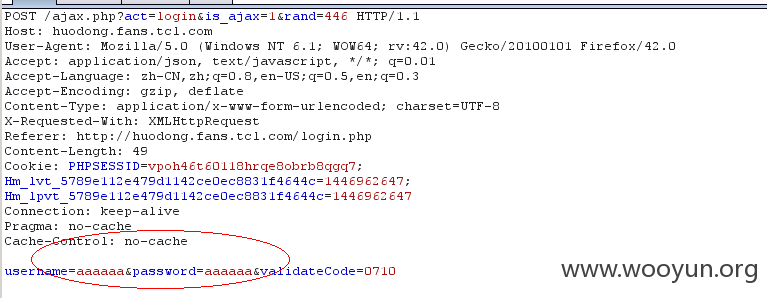 POST /ajax.php?act=login&is_ajax=1&rand=446 HTTP/1.1
Host: huodong.fans.tcl.com
User-Agent: Mozilla/5.0 (Windows NT 6.1; WOW64; rv:42.0) Gecko/20100101 Firefox/42.0
Accept: application/json, text/javascript, */*; q=0.01
Accept-Language: zh-CN,zh;q=0.8,en-US;q=0.5,en;q=0.3
Accept-Encoding: gzip, deflate
Content-Type: application/x-www-form-urlencoded; charset=UTF-8
X-Requested-With: XMLHttpRequest
Referer: http://huodong.fans.tcl.com/login.php
Content-Length: 49
Cookie: PHPSESSID=vpoh46t60118hrqe8obrb8qgq7;
Hm_lvt_5789e112e479d1142ce0ec8831f4644c=1446962647;
Hm_lpvt_5789e112e479d1142ce0ec8831f4644c=1446962647
Connection: keep-alive
Pragma: no-cache
Cache-Control: no-cache
username=aaaaaa&password=aaaaaa&validateCode=0710
www.wooyun.org